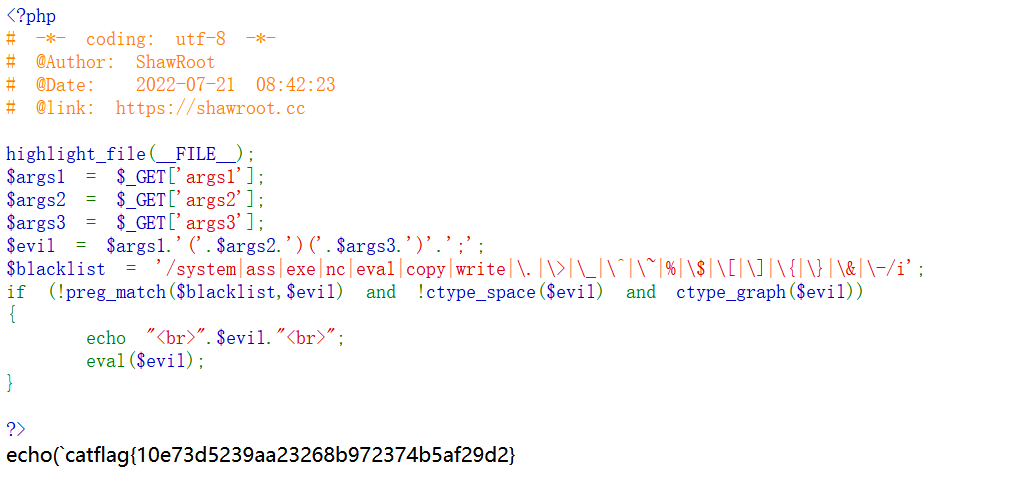 <?php
# -*- coding: utf-8 -*-
# @Author: ShawRoot
# @Date:   2022-07-21 08:42:23
# @link: https://shawroot.cc
highlight_file(__FILE__);
$args1 = $_GET['args1'];
$args2 = $_GET['args2'];
$args3 = $_GET['args3'];
$evil = $args1.'('.$args2.')('.$args3.')'.';';
$blacklist = '/system|ass|exe|nc|eval|copy|write|\.|\>|\_|\^|\~|%|\$|\[|\]|\{|\}|\&|\-/i';
if (!preg_match($blacklist,$evil) and !ctype_space($evil) and ctype_graph($evil))
{
echo "<br>".$evil."<br>";
eval($evil);
}
?>
echo(`catflag{10e73d5239aa23268b972374b5af29d2}